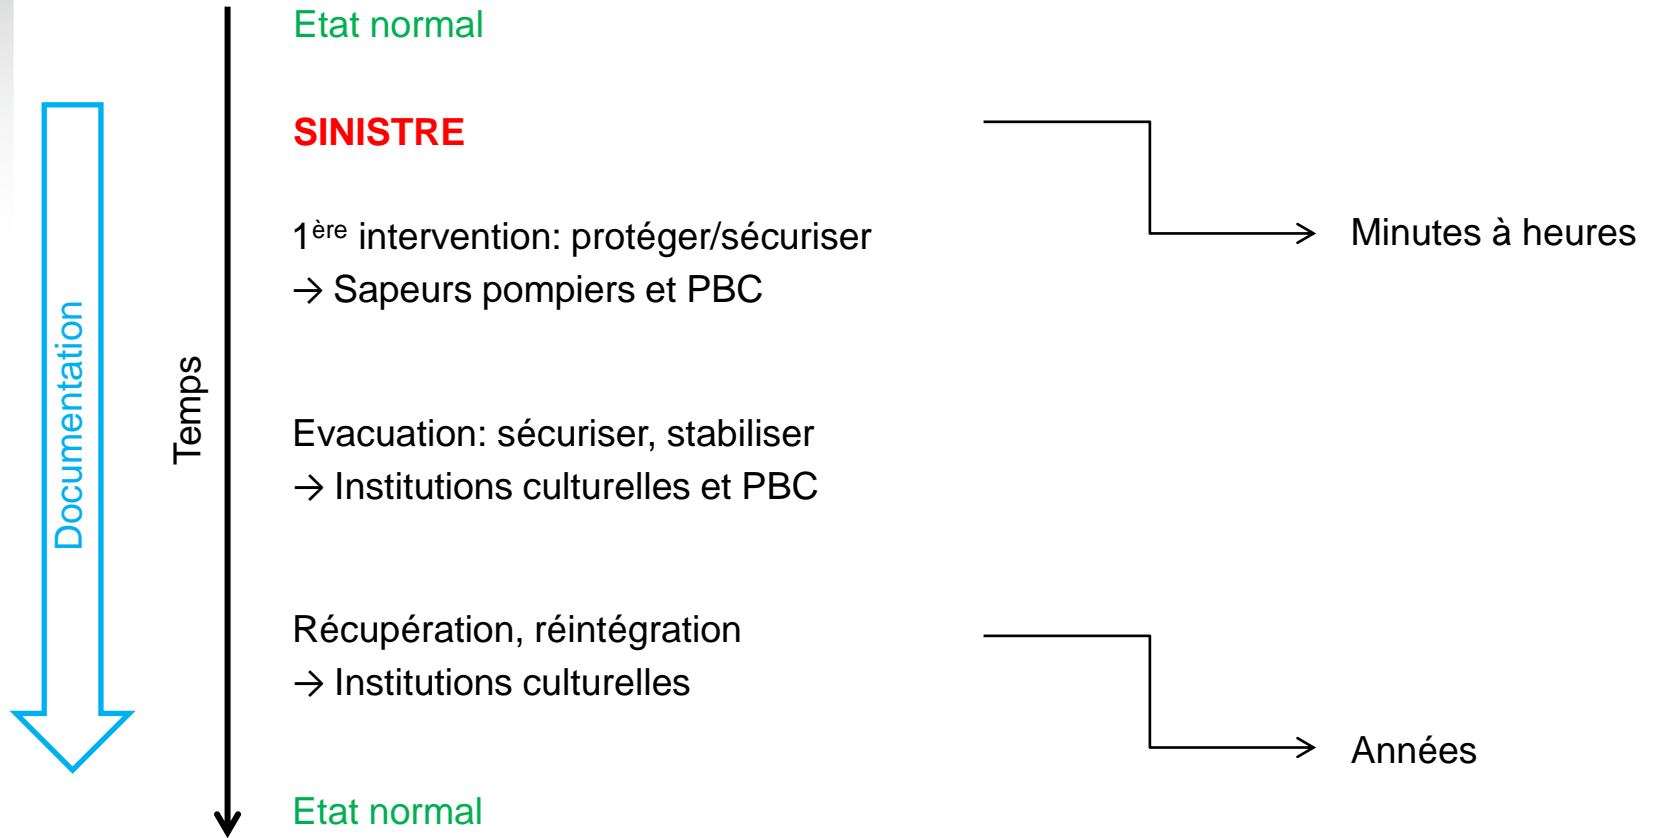 Etat normal
SINISTRE
1ère intervention: protéger/sécuriser
→ Sapeurs pompiers et PBC
Minutes à heures
Evacuation: sécuriser, stabiliser
→ Institutions culturelles et PBC
Récupération, réintégration
→ Institutions culturelles
Années
Etat normal
Temps
Documentation